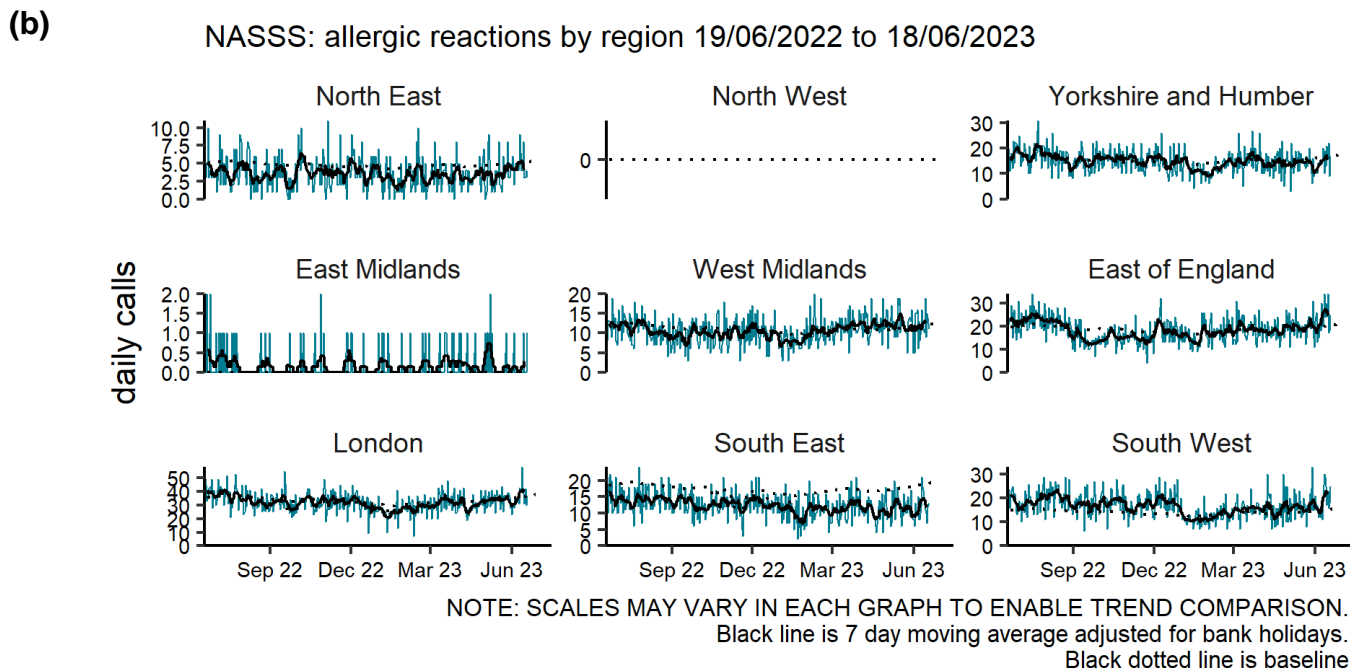 (b)
NASSS: allergic reactions by region 19/06/2022 to 18/06/2023
North East
10.0
7.5
5.0
2.5
0.0
North West
0
Yorkshire and Humber
30
20
10
0
daily calls
East Midlands
2.0
1.5
1.0
0.5
0.0
West Midlands
20
15
10
5
0
East of England
30
20
10
0
London
50
40
30
20
10
0
South East
20
15
10
5
0
South West
30
20
10
0
Sep 22 Dec 22 Mar 23 Jun 23
Sep 22 Dec 22 Mar 23 Jun 23
Sep 22 Dec 22 Mar 23 Jun 23
NOTE: SCALES MAY VARY IN EACH GRAPH TO ENABLE TREND COMPARISON.
Black line is 7 day moving average adjusted for bank holidays.
Black dotted line is baseline